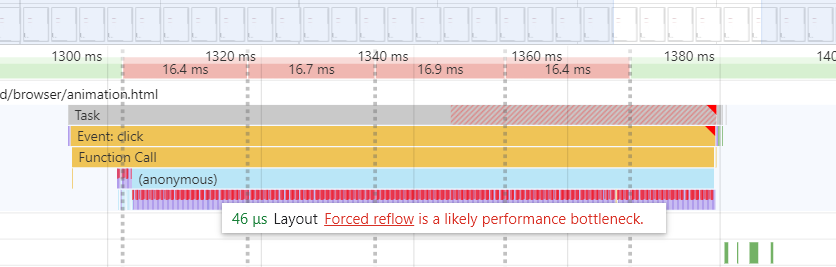 1300 ms 1320 ms 1340 ms 1360 ms 1380 ms 140
16.4 ms 16.7 ms 16.9 ms 16.4 ms
d/browser/animation.html
Task
Event: click
Function Call
(anonymous)
46 µs Layout Forced reflow is a likely performance bottleneck.